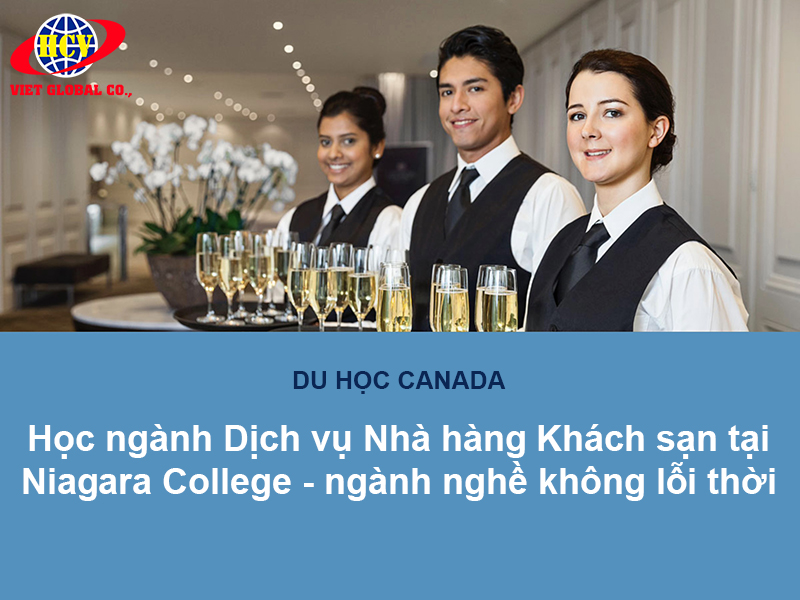 HCV
VIET GLOBAL CO.,
DU HỌC CANADA
Học ngành Dịch vụ Nhà hàng Khách sạn tại
Niagara College - ngành nghề không lỗi thời